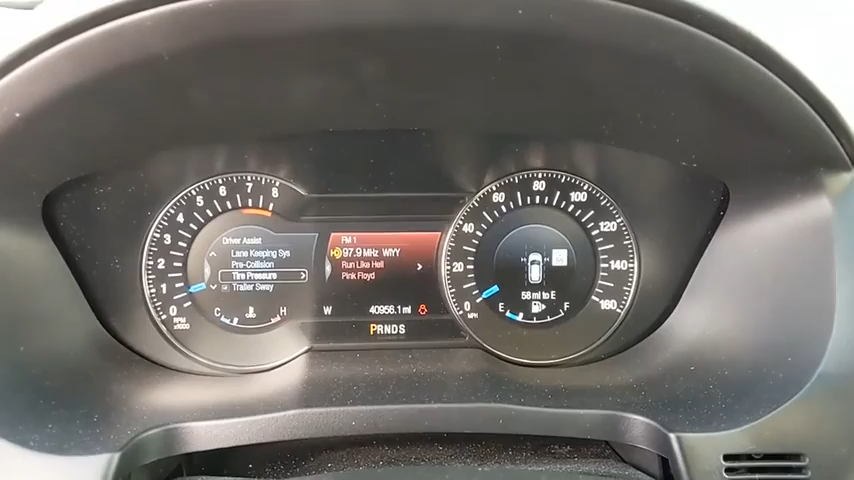 0 1 2 3 4 5 6 7 8
RPM
x1000
Driver Assist
Lane Keeping Sys
Pre-Collision
Tire Pressure
Trailer Sway
C H
FM 1
HD 97.9 MHz WIYY
Run Like Hell
Pink Floyd
W 40956.1 mi
PRNDS
0 20 40 60 80 100 120 140 160
MPH
58 mi to E
E F